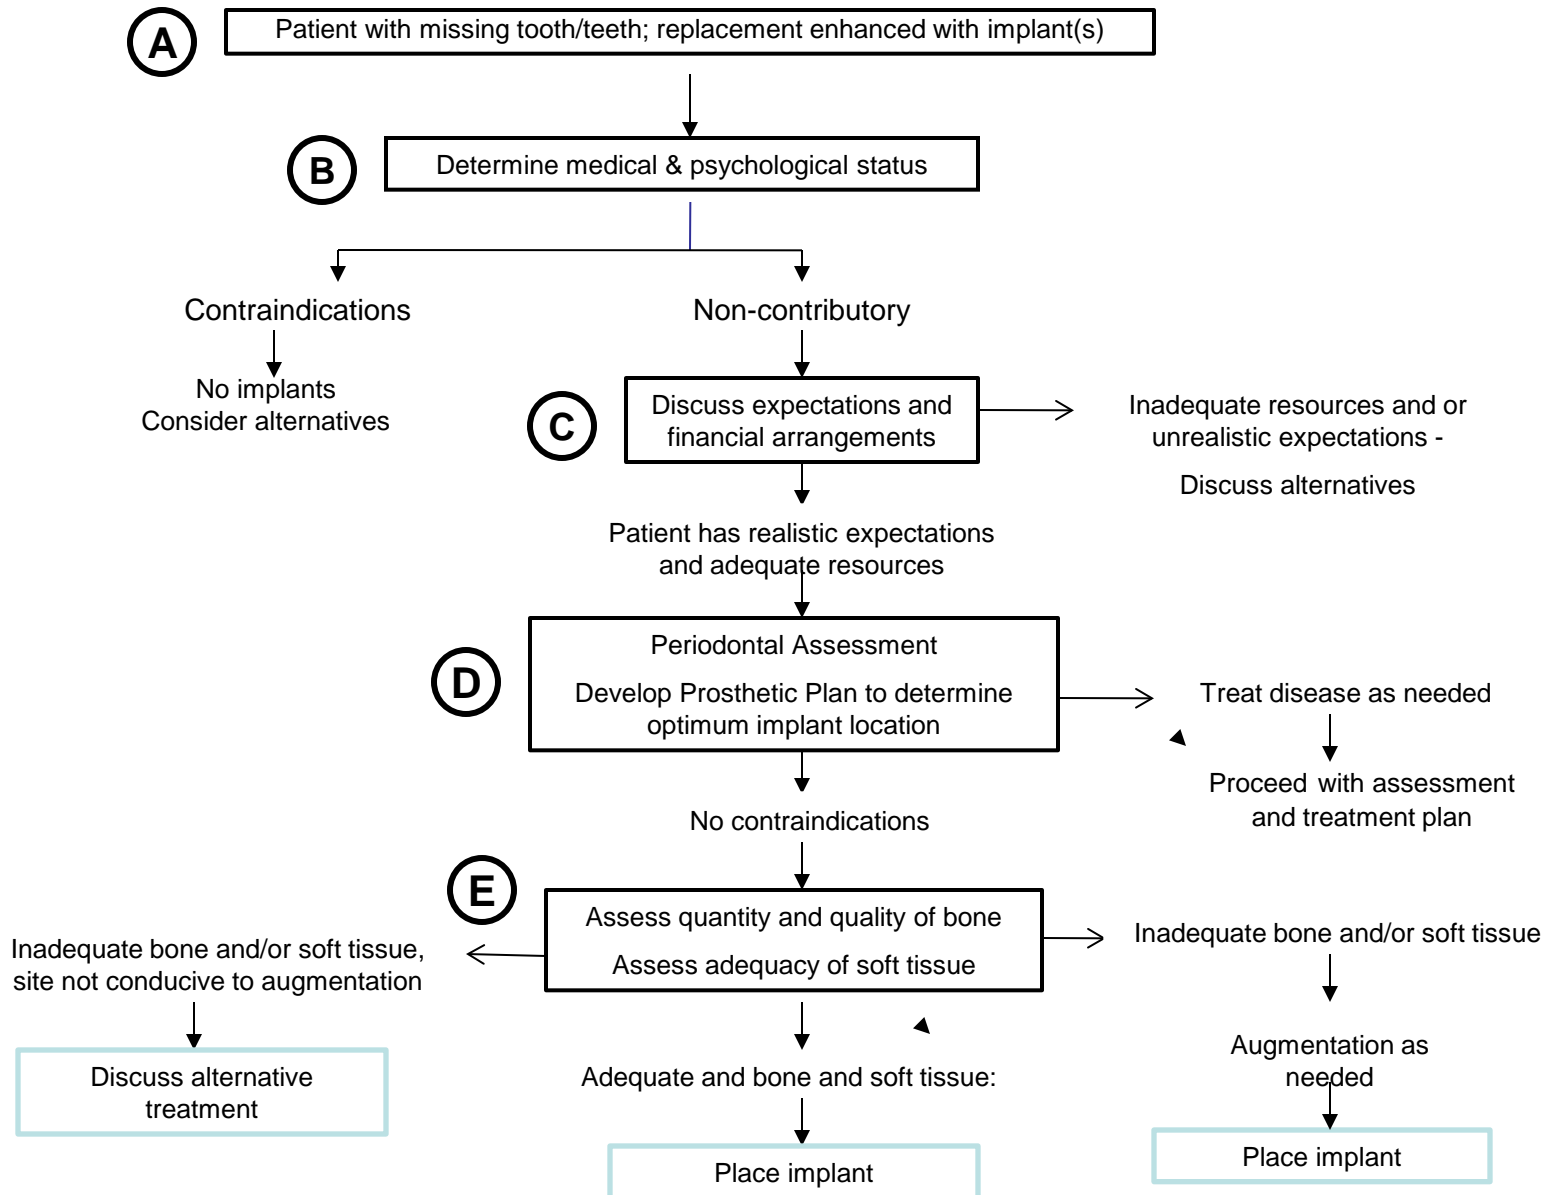 A
Patient with missing tooth/teeth; replacement enhanced with implant(s)
B
Determine medical & psychological status
Contraindications
Non-contributory
No implants
Consider alternatives
C
Discuss expectations and
financial arrangements
Inadequate resources and or
unrealistic expectations -
Discuss alternatives
Patient has realistic expectations
and adequate resources
D
Periodontal Assessment
Develop Prosthetic Plan to determine
optimum implant location
Treat disease as needed
Proceed with assessment
and treatment plan
No contraindications
E
Assess quantity and quality of bone
Assess adequacy of soft tissue
Inadequate bone and/or soft tissue,
site not conducive to augmentation
Inadequate bone and/or soft tissue
Discuss alternative
treatment
Adequate and bone and soft tissue:
Augmentation as
needed
Place implant
Place implant